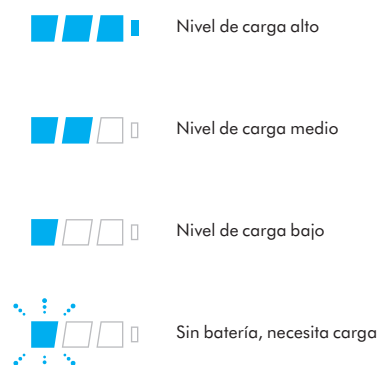 Nivel de carga alto
Nivel de carga medio
Nivel de carga bajo
Sin batería, necesita carga